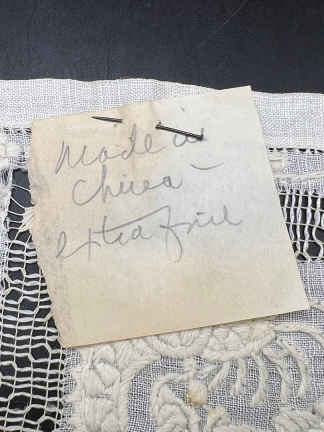 Made in
China –
extra fine